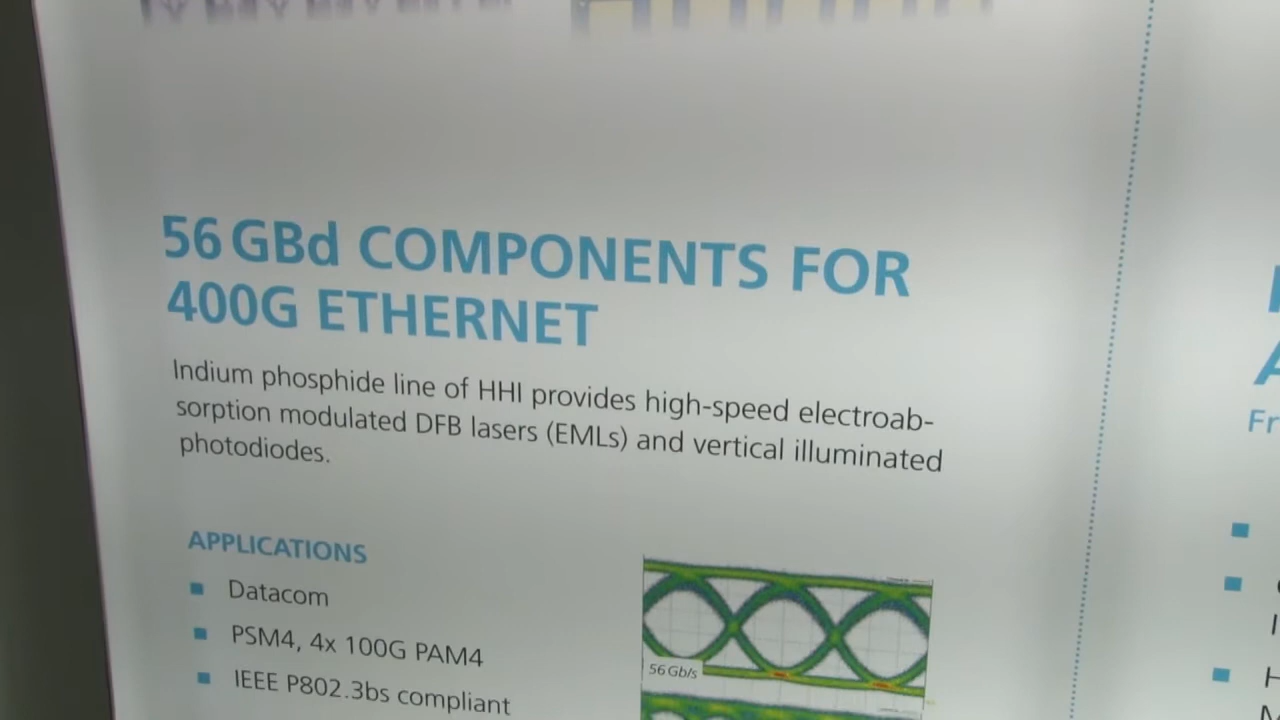 56 GBd COMPONENTS FOR
400G ETHERNET
Indium phosphide line of HHI provides high-speed electroab-
sorption modulated DFB lasers (EMLs) and vertical illuminated
photodiodes.
APPLICATIONS
Datacom
PSM4, 4x 100G PAM4
IEEE P802.3bs compliant
56 Gb/s